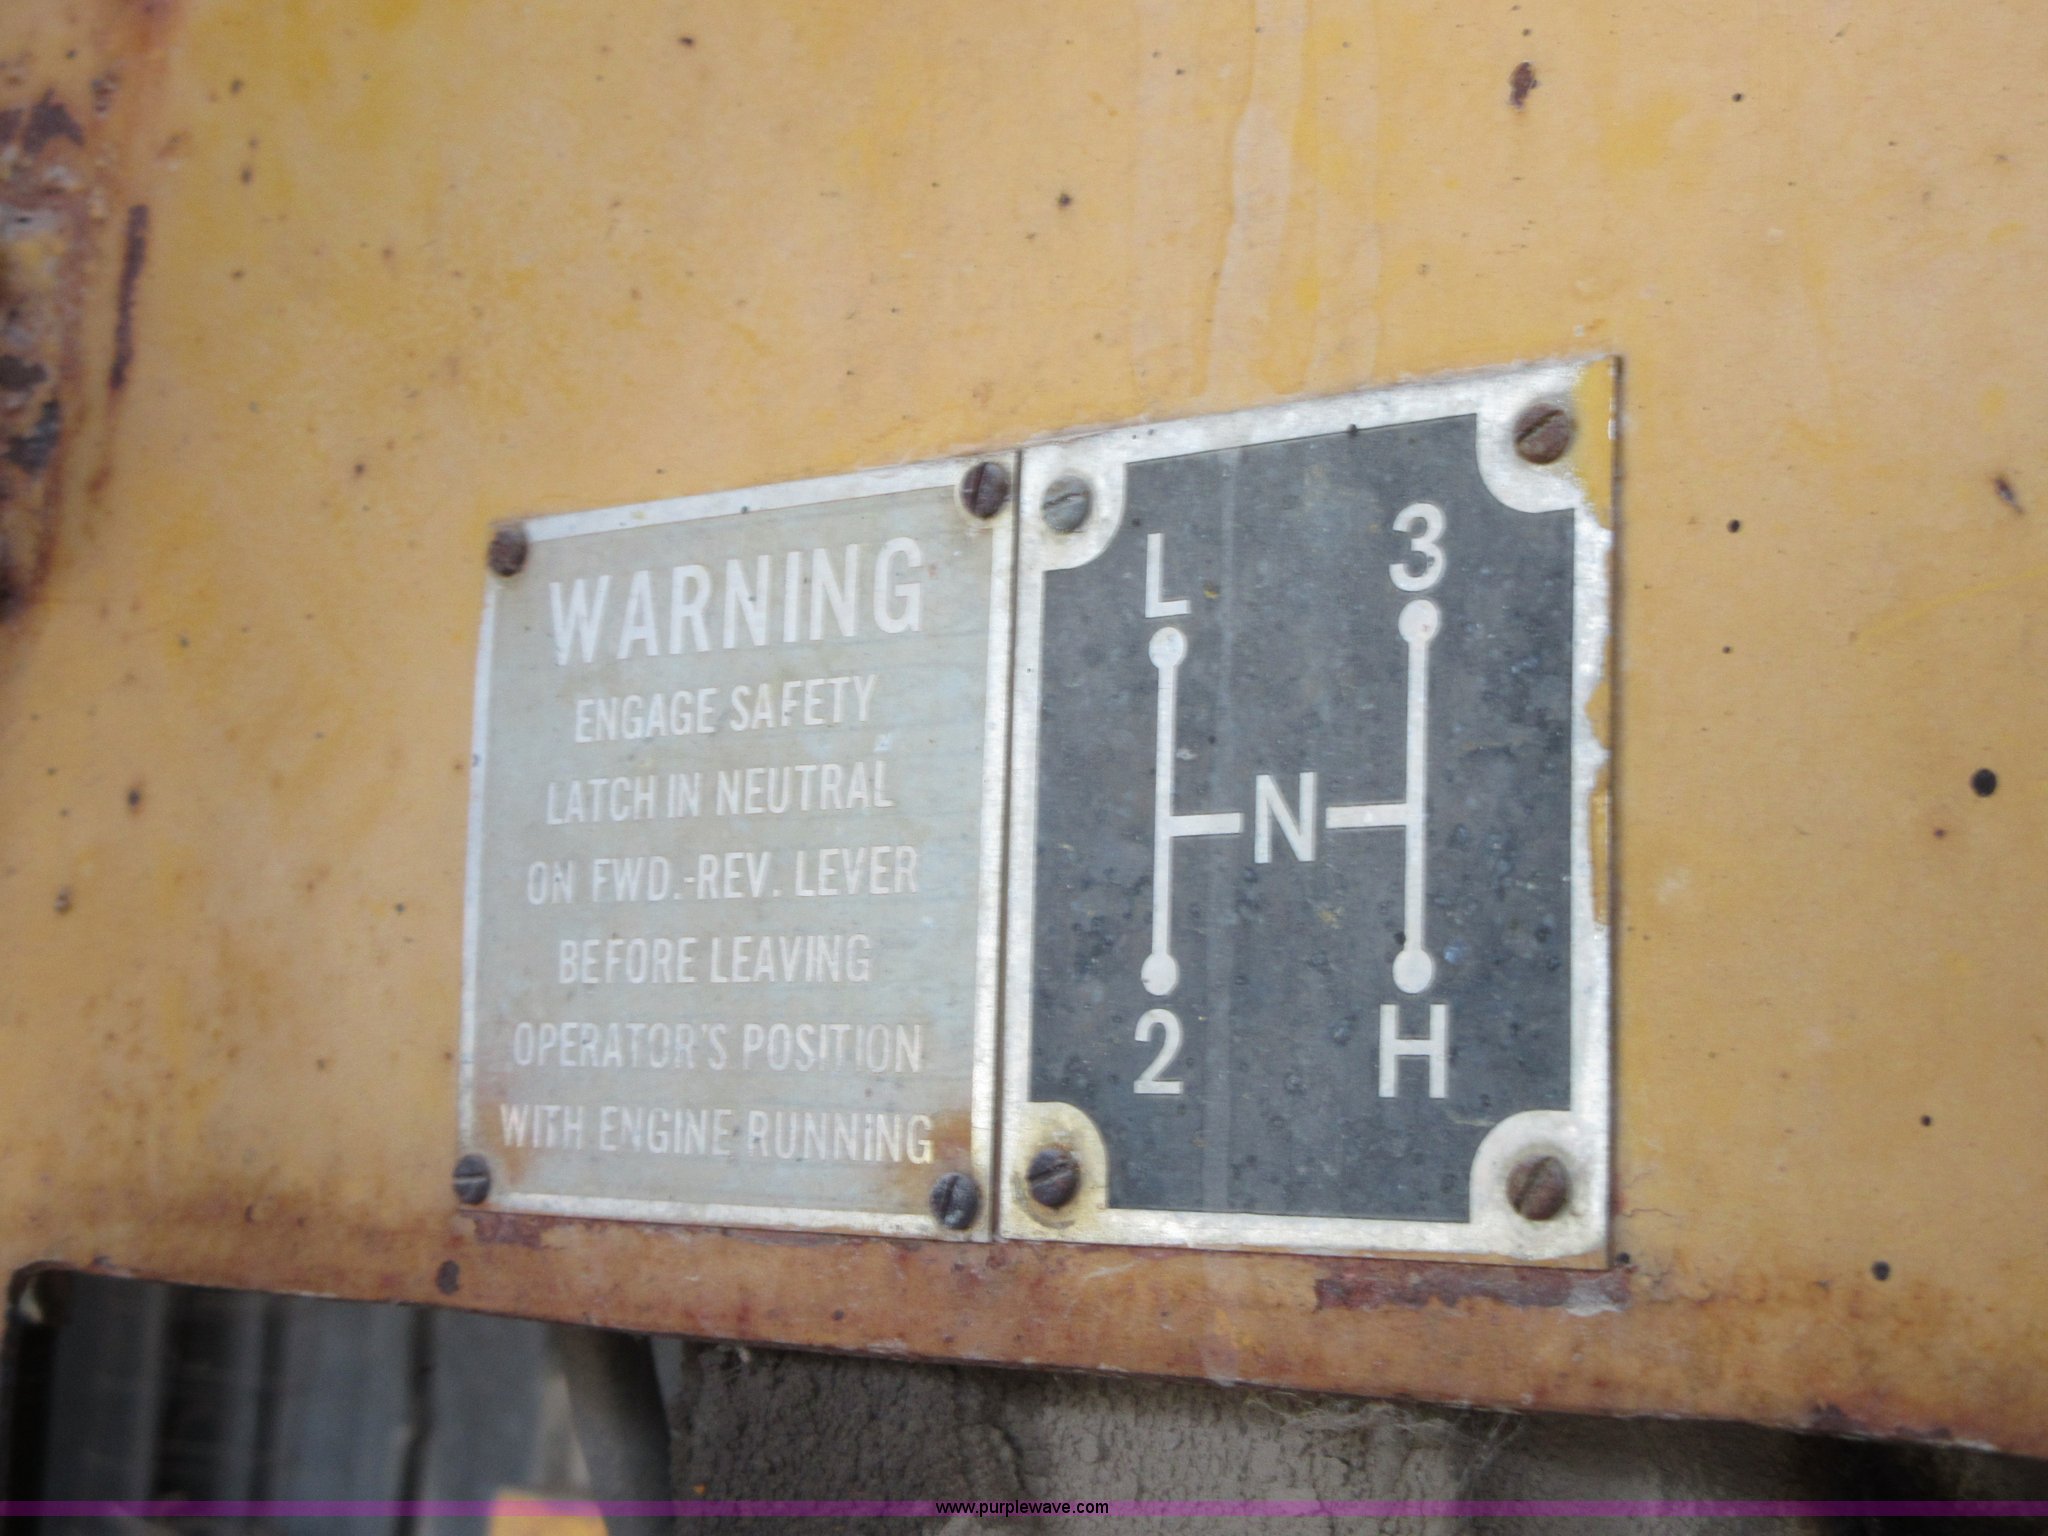 WARNING
ENGAGE SAFETY
LATCH IN NEUTRAL
ON FWD.-REV. LEVER
BEFORE LEAVING
OPERATOR'S POSITION
WITH ENGINE RUNNING
L 3
N
2 H
www.purplewave.com